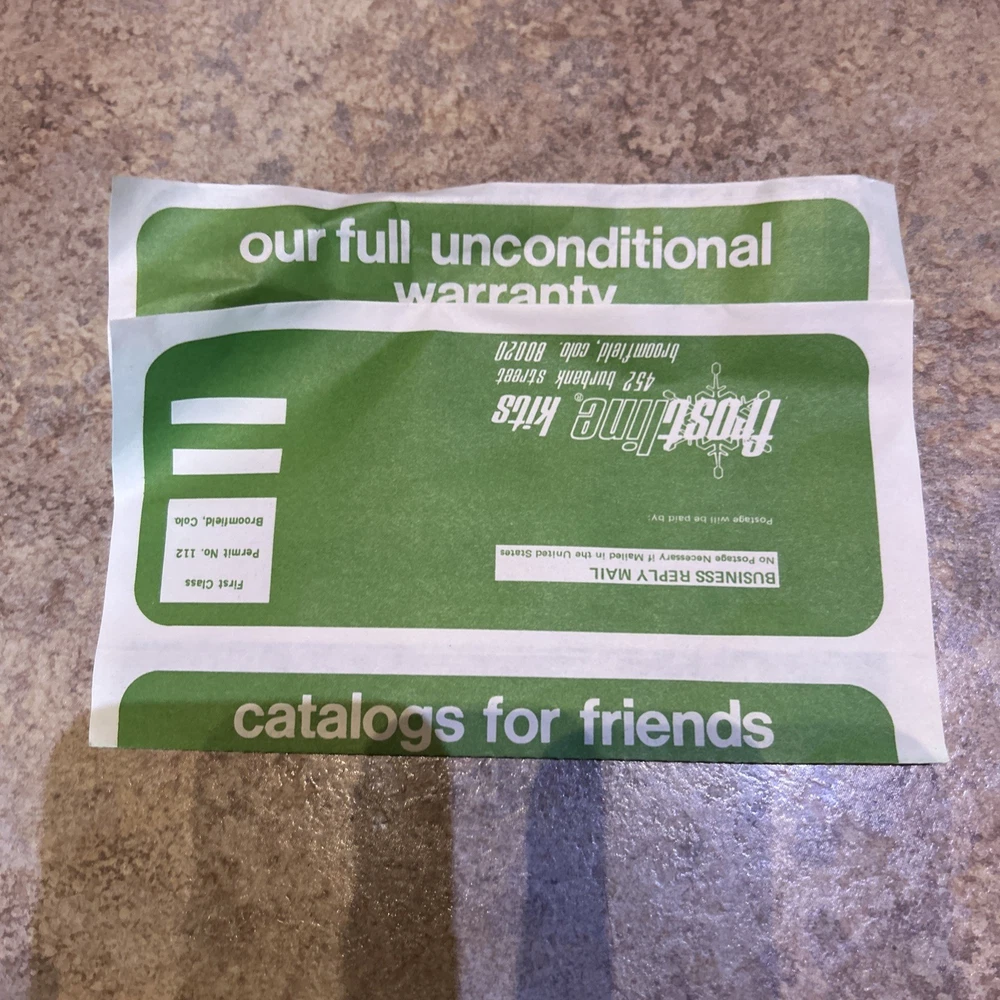 our full unconditional
warranty
First Class
Permit No. 112
Broomfield, Colo
BUSINESS REPLY MAIL
No Postage Necessary if Mailed in the United States
Postage will be paid by:
frostline® kits
452 burbank street
broomfield, colo. 80020
catalogs for friends